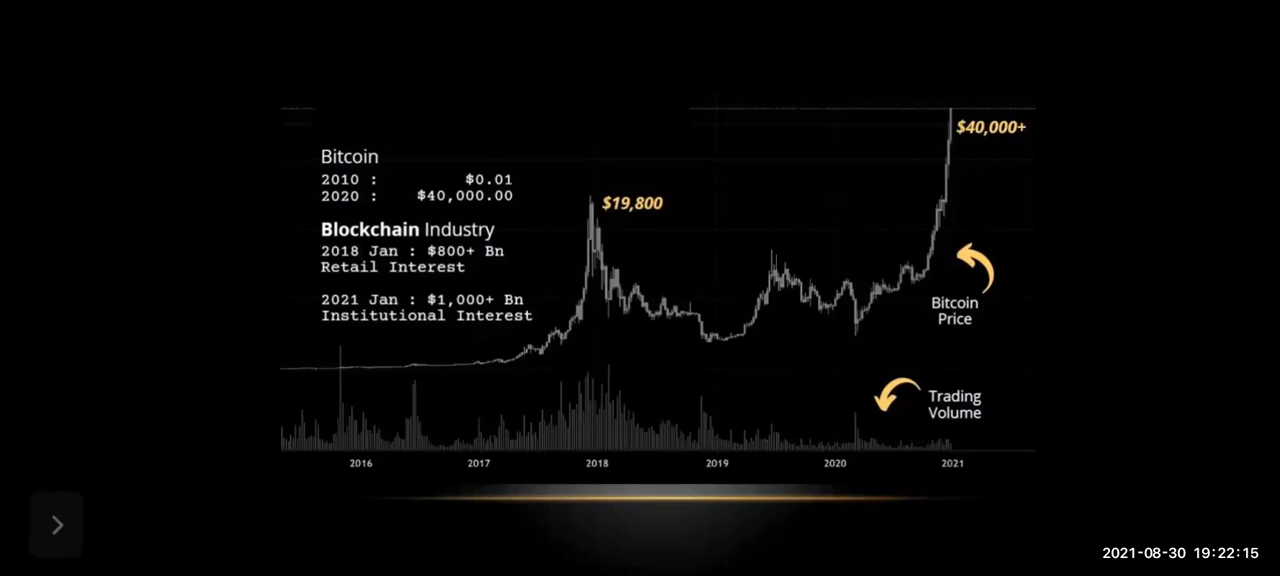 $40,000+
Bitcoin
2010 : $0.01
2020 : $40,000.00
$19,800
Blockchain Industry
2018 Jan : $800+ Bn
Retail Interest
2021 Jan : $1,000+ Bn
Institutional Interest
Bitcoin
Price
Trading
Volume
2016 2017 2018 2019 2020 2021
2021-08-30 19:22:15